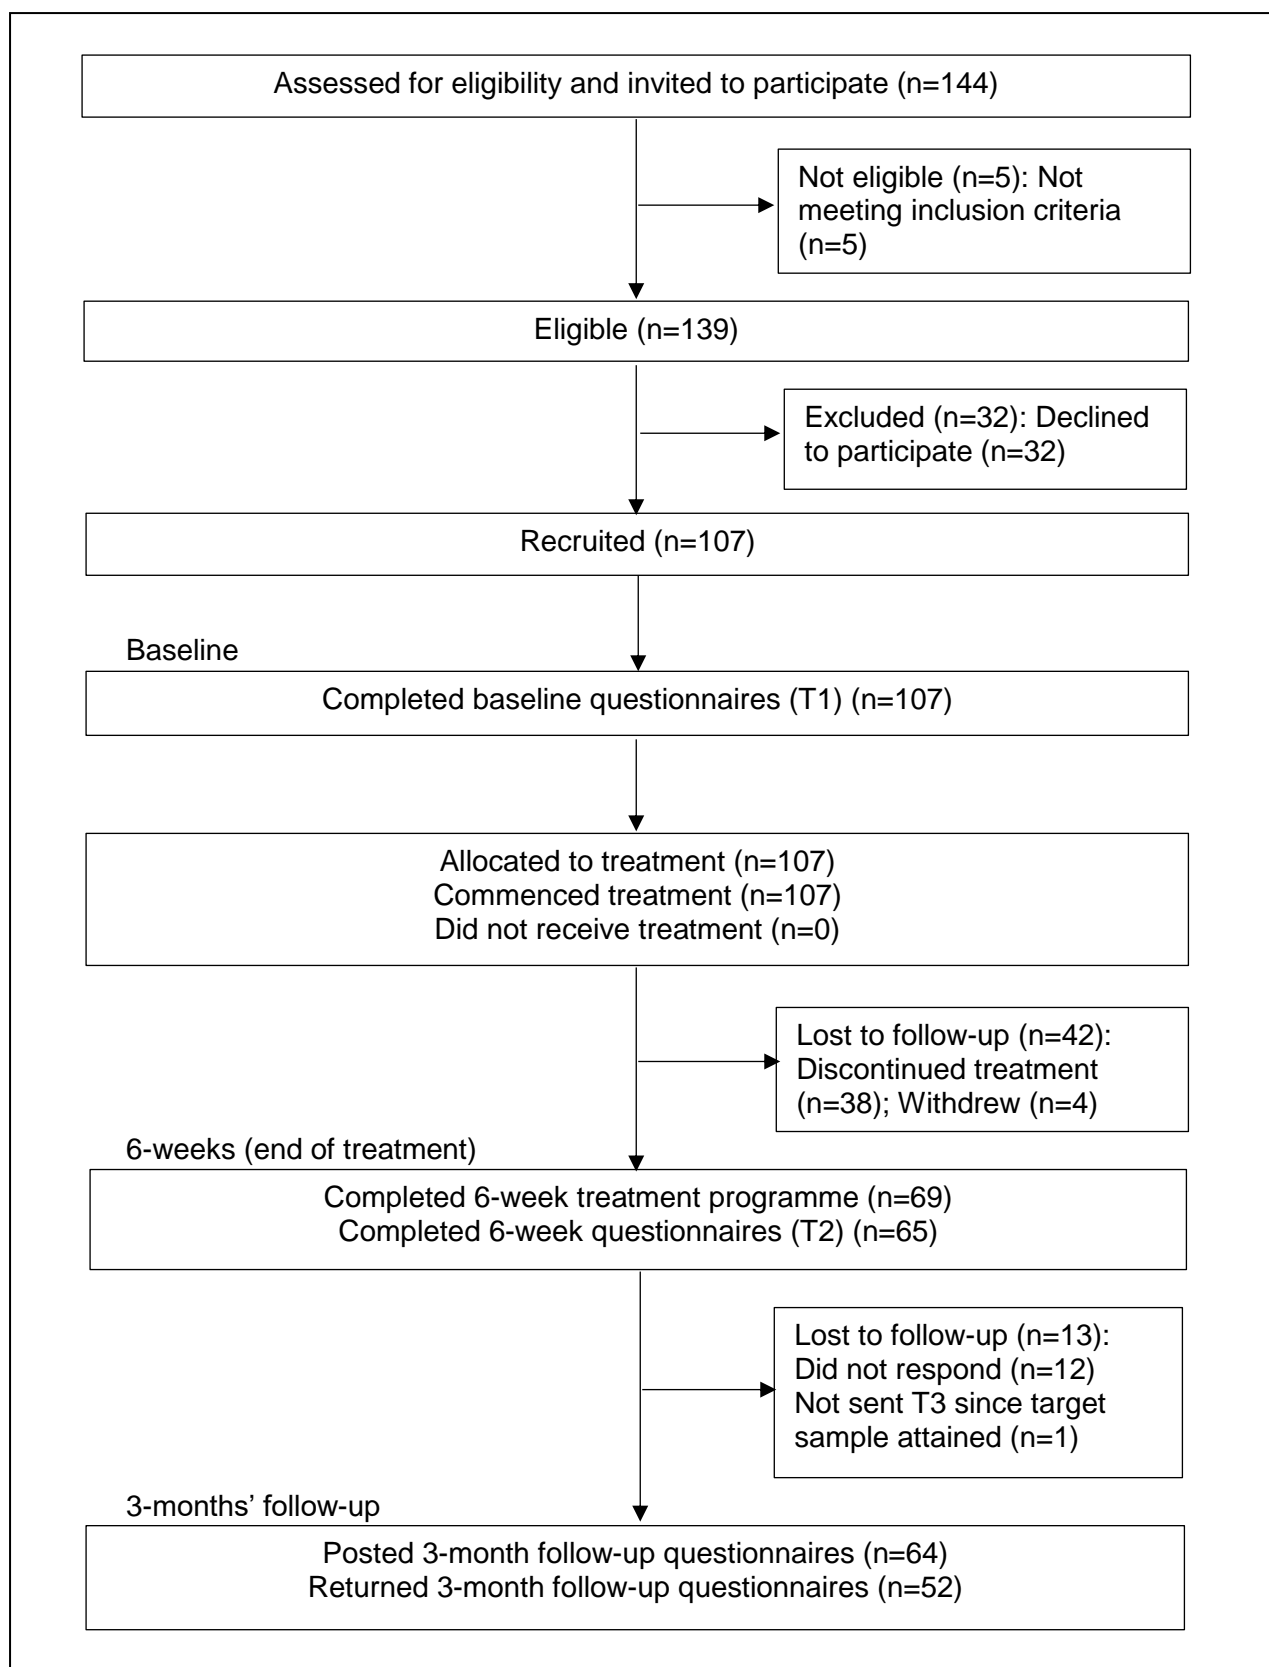 Assessed for eligibility and invited to participate (n=144)
Not eligible (n=5): Not
meeting inclusion criteria
(n=5)
Eligible (n=139)
Excluded (n=32): Declined
to participate (n=32)
Recruited (n=107)
Baseline
Completed baseline questionnaires (T1) (n=107)
Allocated to treatment (n=107)
Commenced treatment (n=107)
Did not receive treatment (n=0)
Lost to follow-up (n=42):
Discontinued treatment
(n=38); Withdrew (n=4)
6-weeks (end of treatment)
Completed 6-week treatment programme (n=69)
Completed 6-week questionnaires (T2) (n=65)
Lost to follow-up (n=13):
Did not respond (n=12)
Not sent T3 since target
sample attained (n=1)
3-months’ follow-up
Posted 3-month follow-up questionnaires (n=64)
Returned 3-month follow-up questionnaires (n=52)